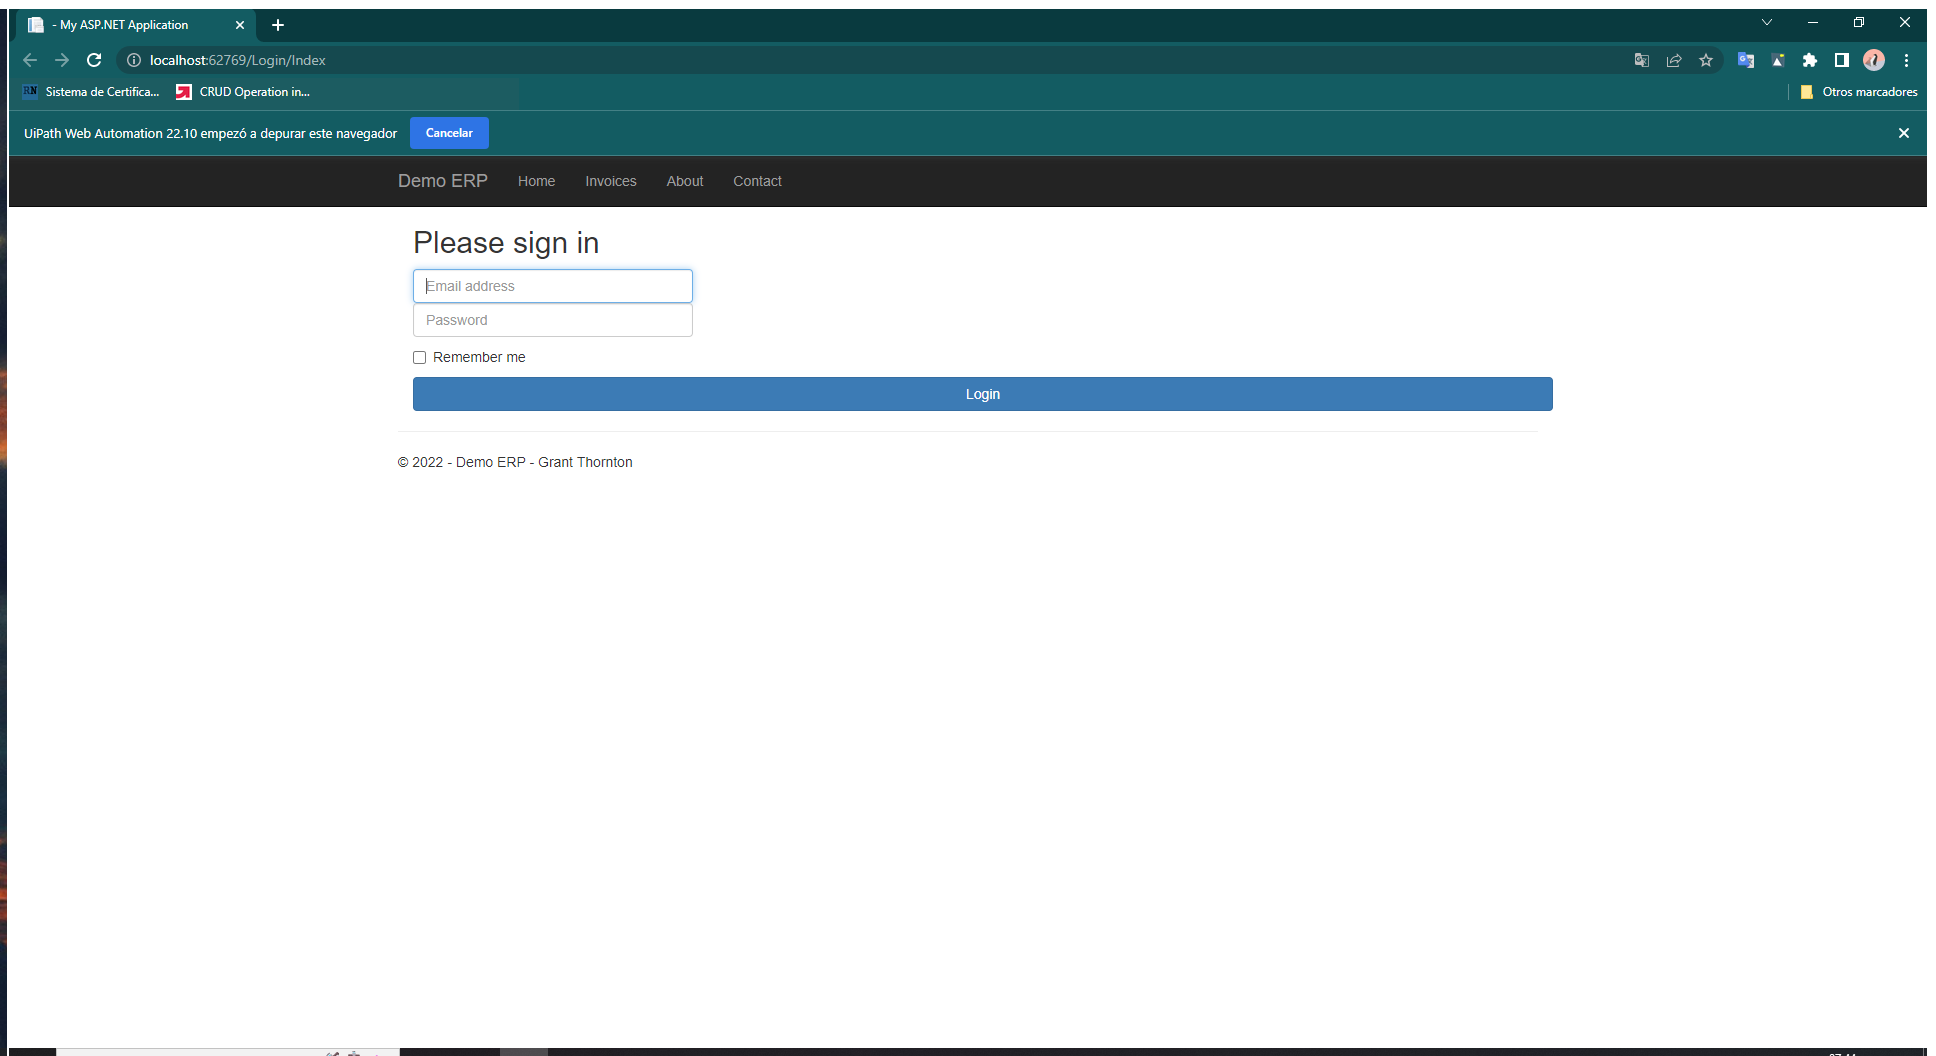 - My ASP.NET Application
localhost:62769/Login/Index
RN Sistema de Certifica... CRUD Operation in... Otros marcadores
UiPath Web Automation 22.10 empezó a depurar este navegador Cancelar
Demo ERP Home Invoices About Contact
Please sign in
Email address
Password
Remember me
Login
© 2022 - Demo ERP - Grant Thornton